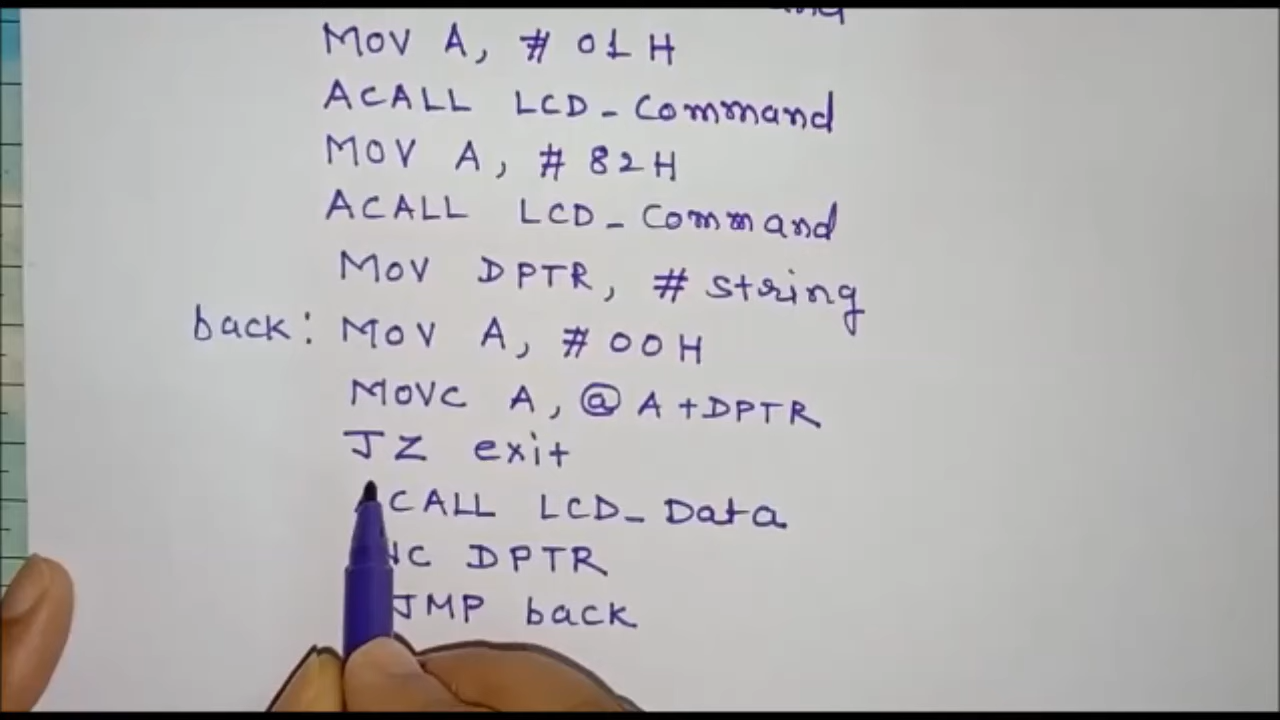 MOV A, # 01H
ACALL LCD_Command
MOV A, # 82H
ACALL LCD_Command
MOV DPTR, # string
back: MOV A, # 00H
MOVC A, @ A+DPTR
JZ exit
CALL LCD_Data
DPTR
JMP back